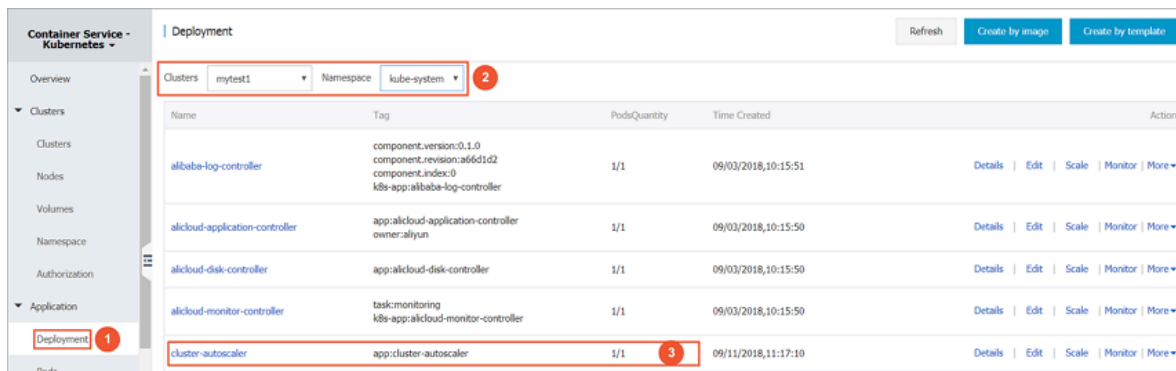 Container Service -
Kubernetes
Deployment
Refresh
Create by image
Create by template
Overview
Clusters
Clusters
Nodes
Volumes
Namespace
Authorization
Application
Deployment 1
Clusters mytest1 Namespace kube-system 2
Name Tag PodsQuantity Time Created Action
component.version:0.1.0
component.revision:a66d1d2
alibaba-log-controller 1/1 09/03/2018,10:15:51 Details | Edit | Scale | Monitor | More
component.index:0
k8s-app:alibaba-log-controller
app:alicloud-application-controller
alicloud-application-controller 1/1 09/03/2018,10:15:50 Details | Edit | Scale | Monitor | More
owner:aliyun
alicloud-disk-controller app:alicloud-disk-controller 1/1 09/03/2018,10:15:50 Details | Edit | Scale | Monitor | More
task:monitoring
alicloud-monitor-controller 1/1 09/03/2018,10:15:50 Details | Edit | Scale | Monitor | More
k8s-app:alicloud-monitor-controller
cluster-autoscaler app:cluster-autoscaler 1/1 3 09/11/2018,11:17:10 Details | Edit | Scale | Monitor | More